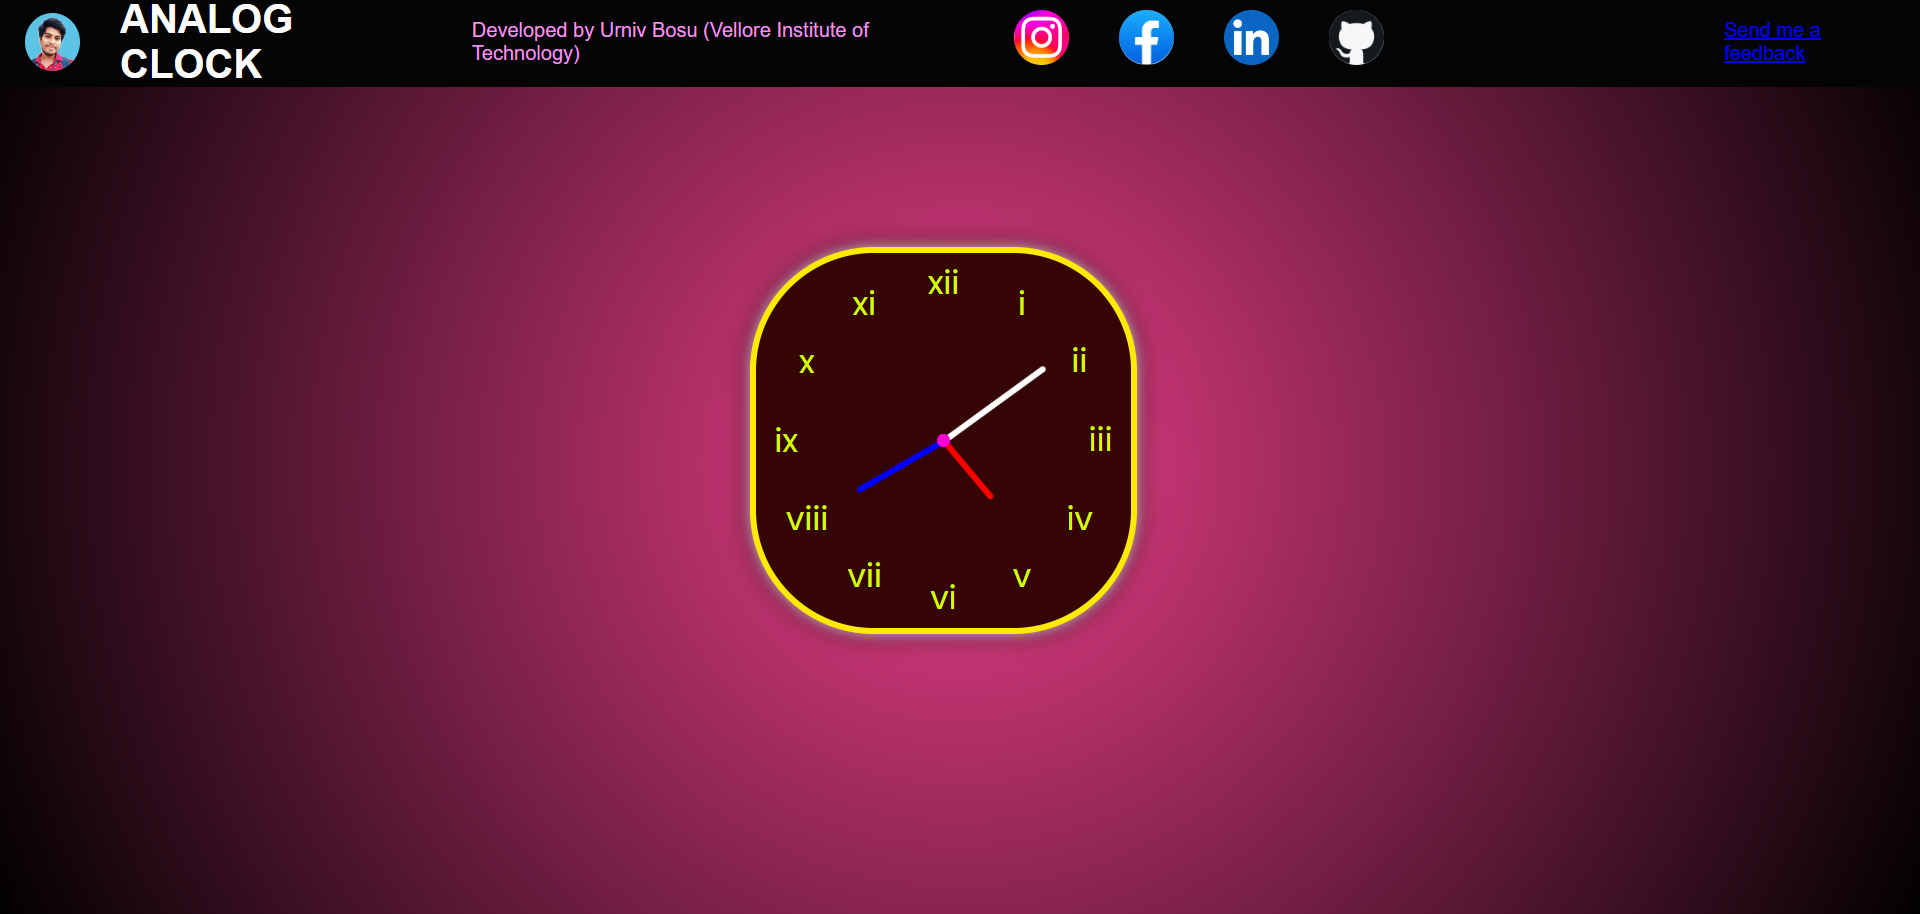 ANALOG
CLOCK
Developed by Urniv Bosu (Vellore Institute of
Technology)
in
Send me a
feedback
xii
xi
i
x
ii
ix
iii
viii
iv
vii
v
vi